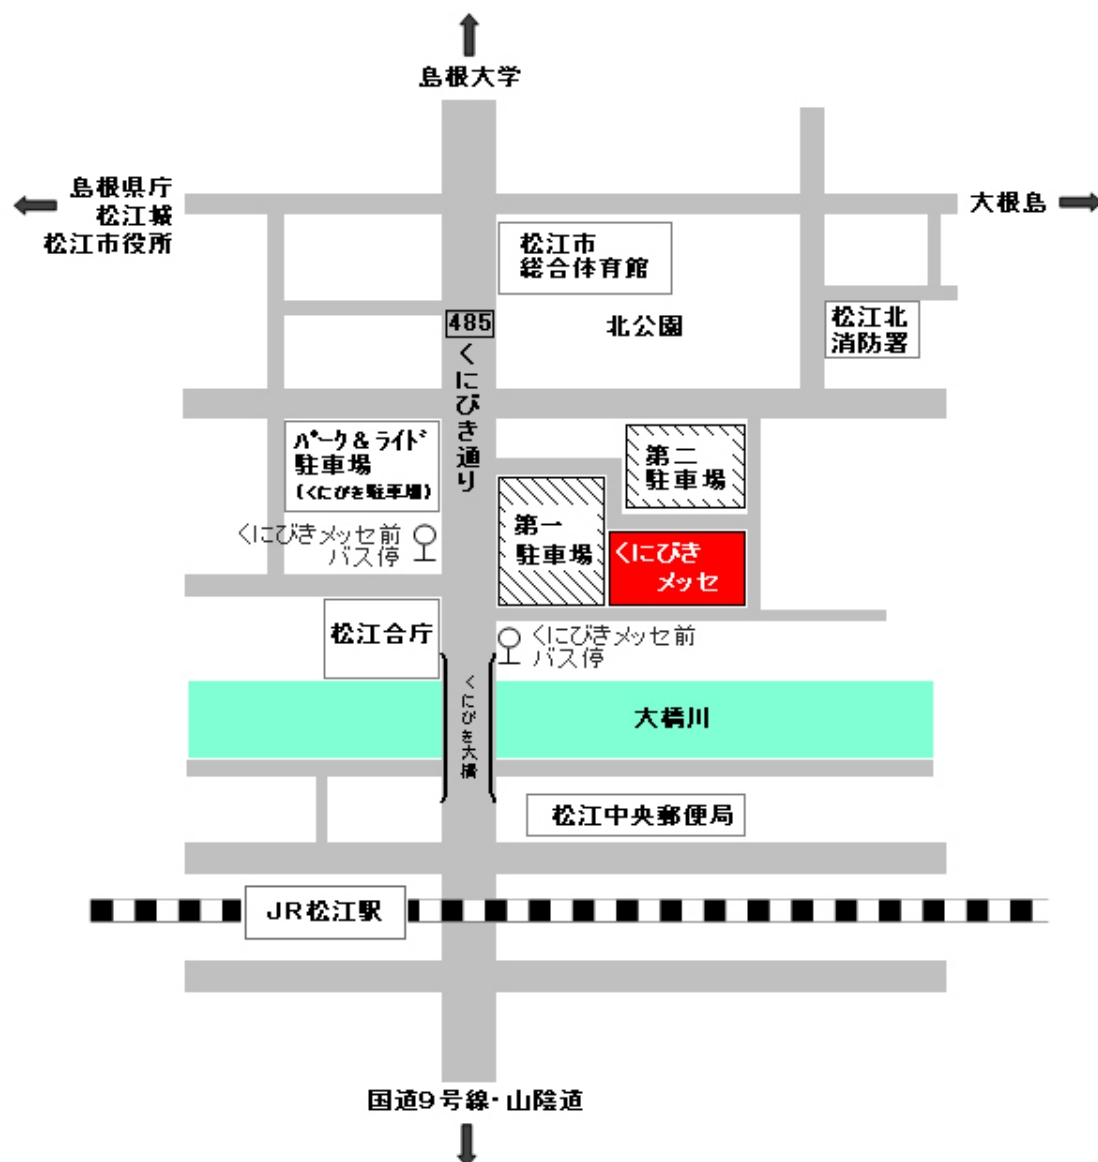 島根大学
島根県庁
松江城
松江市役所
大根島
松江市
総合体育館
485
北公園
松江北
消防署
くにびき通り
パーク&ライド
駐車場
(くにびき駐車場)
第二
駐車場
第一
駐車場
くにびきメッセ前
バス停
くにびき
メッセ
松江合庁
くにびきメッセ前
バス停
くにびき大橋
大橋川
松江中央郵便局
JR松江駅
国道9号線・山陰道